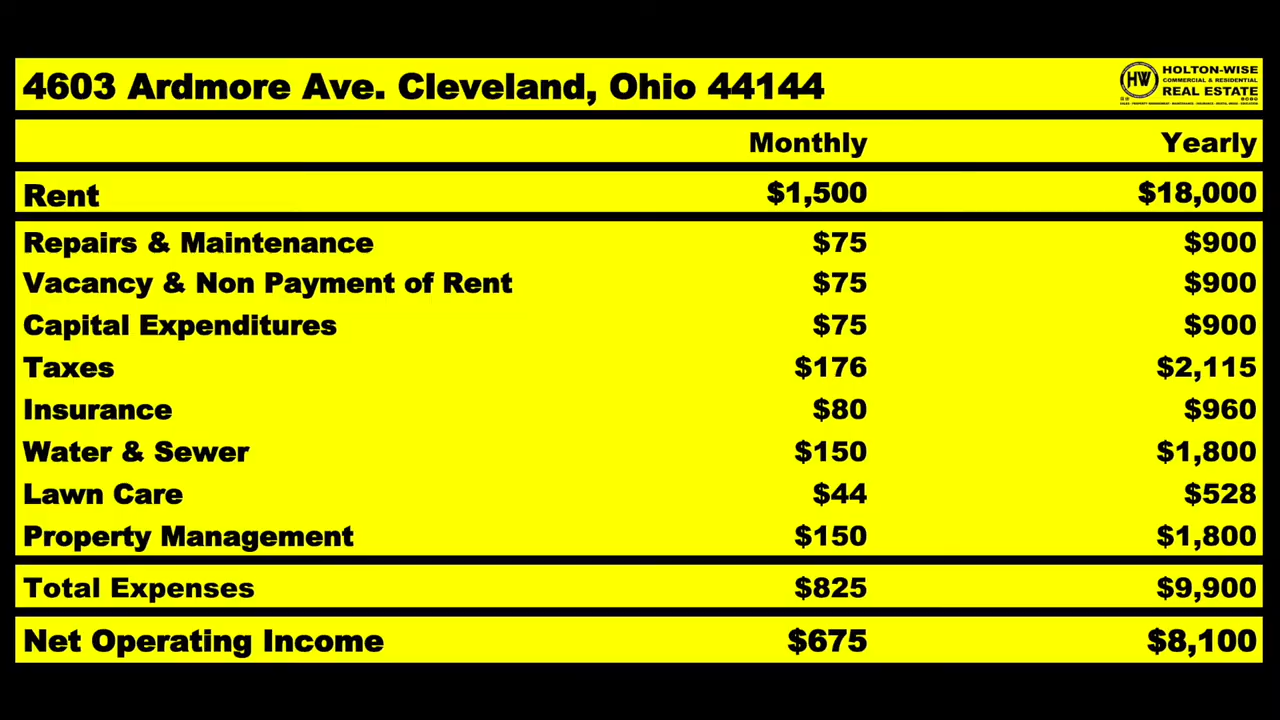 4603 Ardmore Ave. Cleveland, Ohio 44144
HOLTON-WISE
COMMERCIAL & RESIDENTIAL
REAL ESTATE
HW
Monthly Yearly
Rent $1,500 $18,000
Repairs & Maintenance $75 $900
Vacancy & Non Payment of Rent $75 $900
Capital Expenditures $75 $900
Taxes $176 $2,115
Insurance $80 $960
Water & Sewer $150 $1,800
Lawn Care $44 $528
Property Management $150 $1,800
Total Expenses $825 $9,900
Net Operating Income $675 $8,100